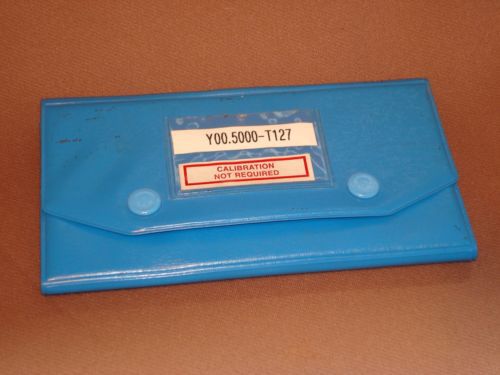 Y00.5000-T127
CALIBRATION
NOT REQUIRED